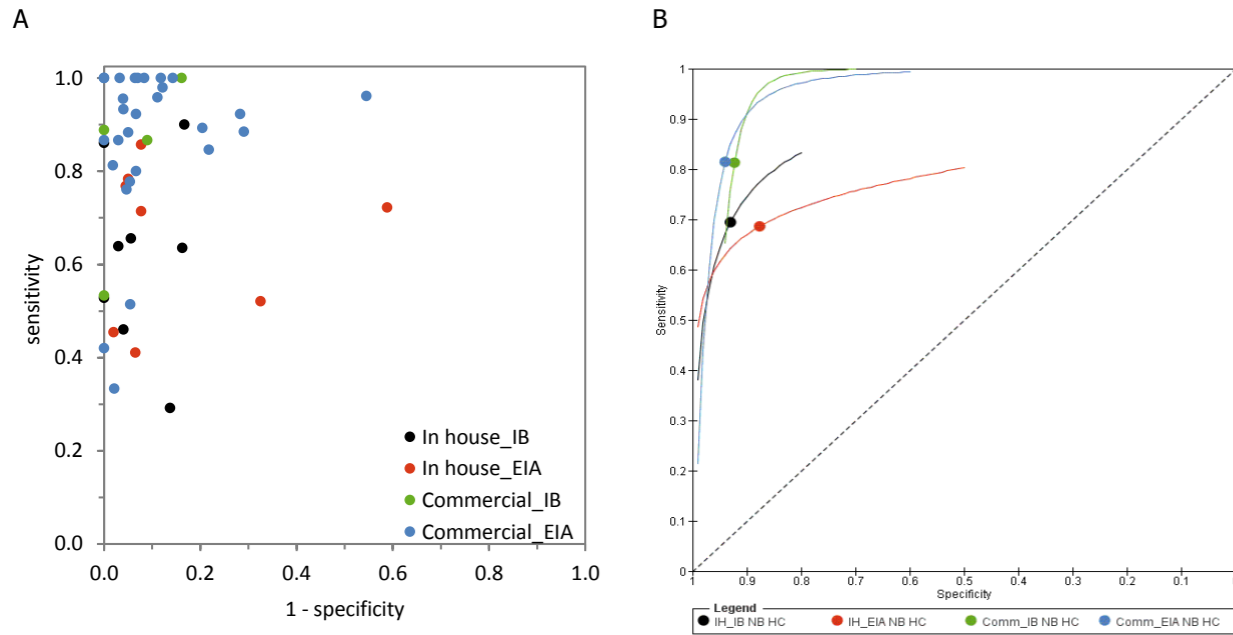 A
B
1.0
0.8
0.6
0.4
0.2
0.0
sensitivity
0.0 0.2 0.4 0.6 0.8 1.0
1 - specificity
In house_IB
In house_EIA
Commercial_IB
Commercial_EIA
1
0.9
0.8
0.7
0.6
0.5
0.4
0.3
0.2
0.1
0
Sensitivity
1 0.9 0.8 0.7 0.6 0.5 0.4 0.3 0.2 0.1
Specificity
Legend
IH_IB NB HC IH_EIA NB HC Comm_IB NB HC Comm_EIA NB HC